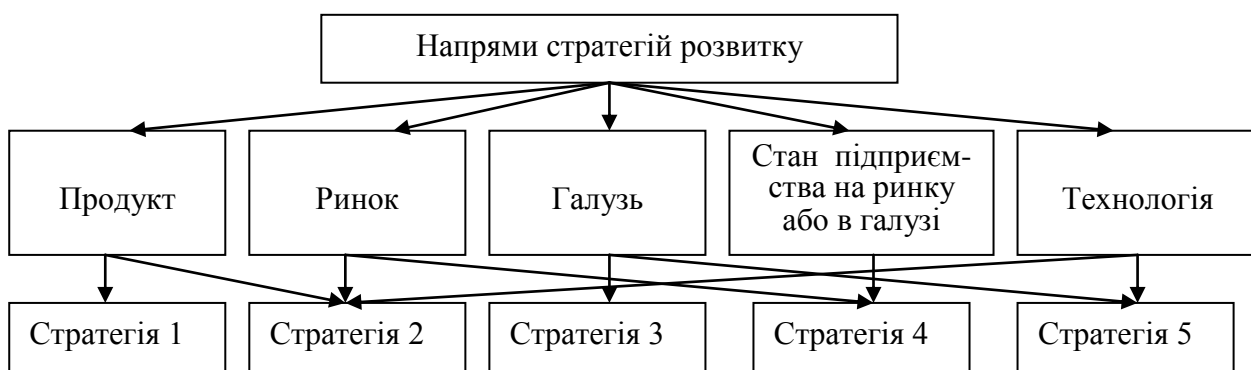 Напрями стратегій розвитку
Продукт
Ринок
Галузь
Стан підприєм-
ства на ринку
або в галузі
Технологія
Стратегія 1
Стратегія 2
Стратегія 3
Стратегія 4
Стратегія 5